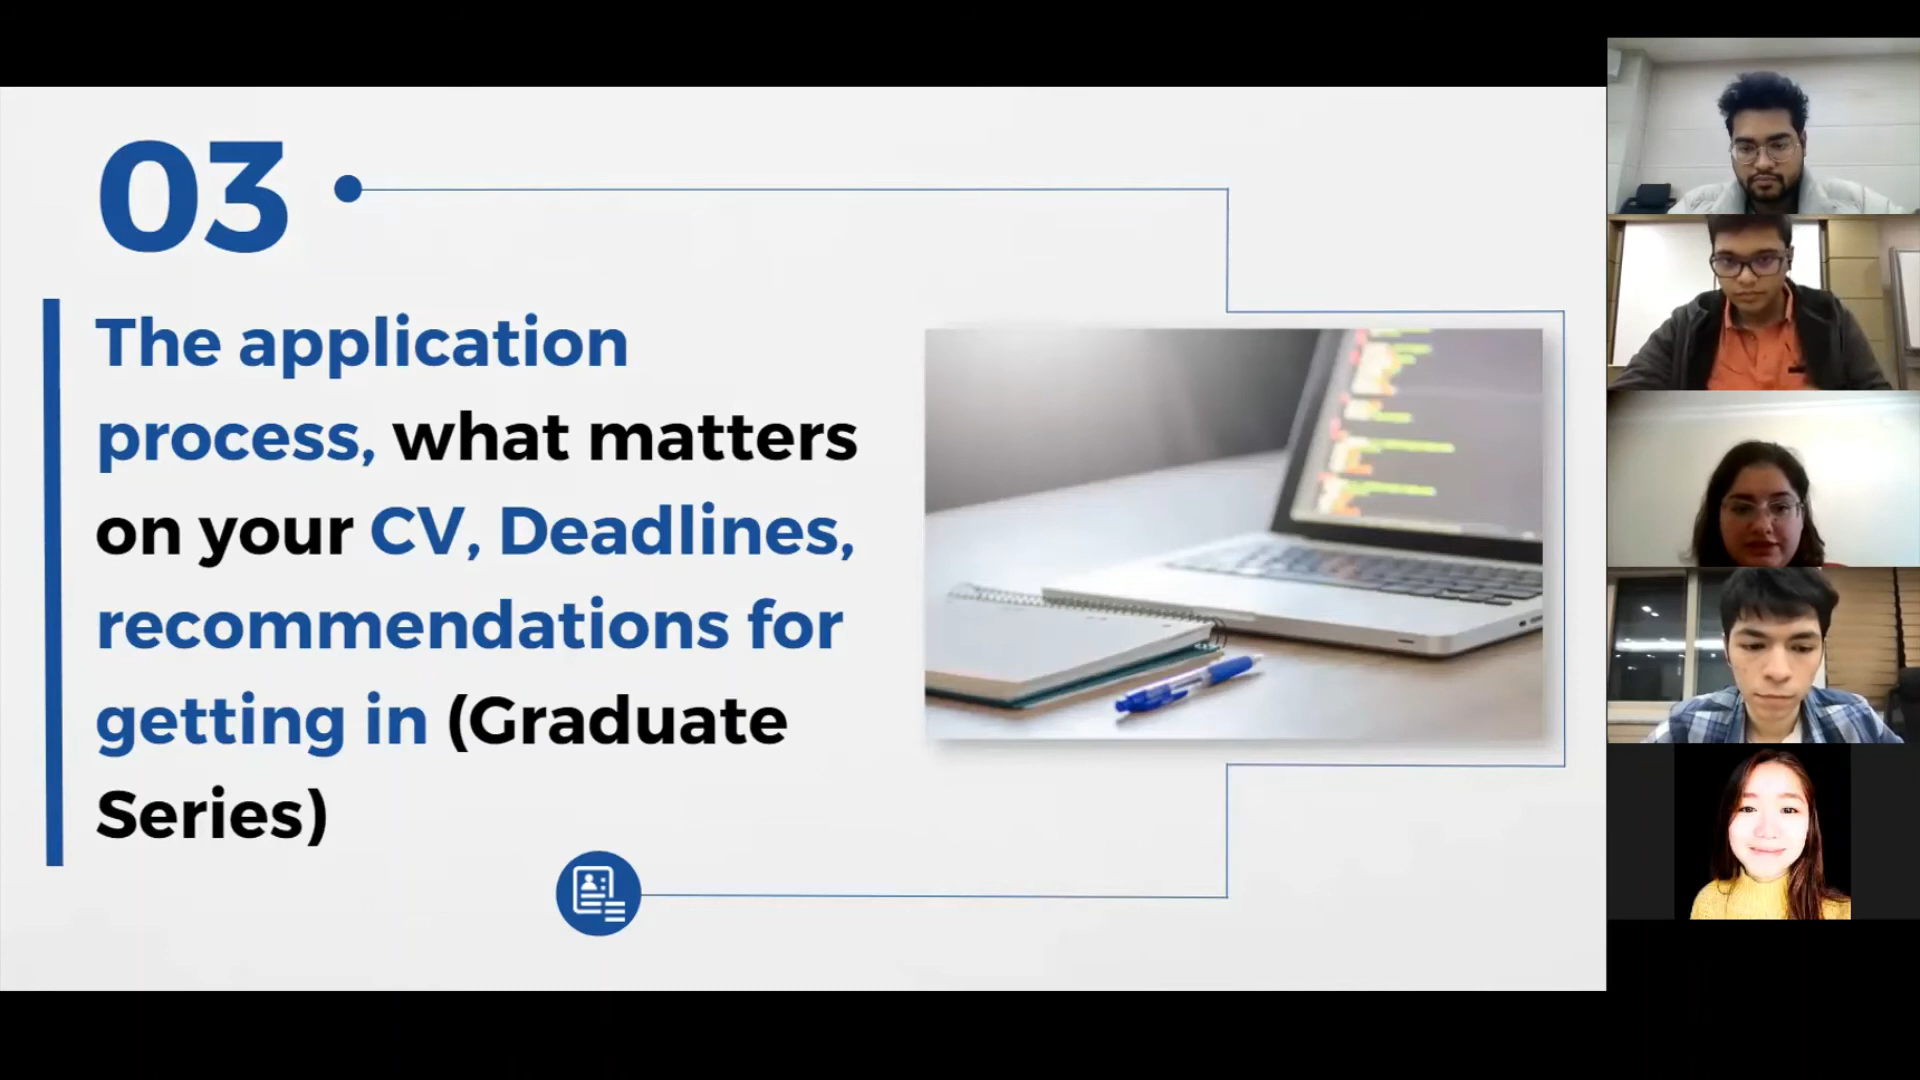 03
The application
process, what matters
on your CV, Deadlines,
recommendations for
getting in (Graduate
Series)